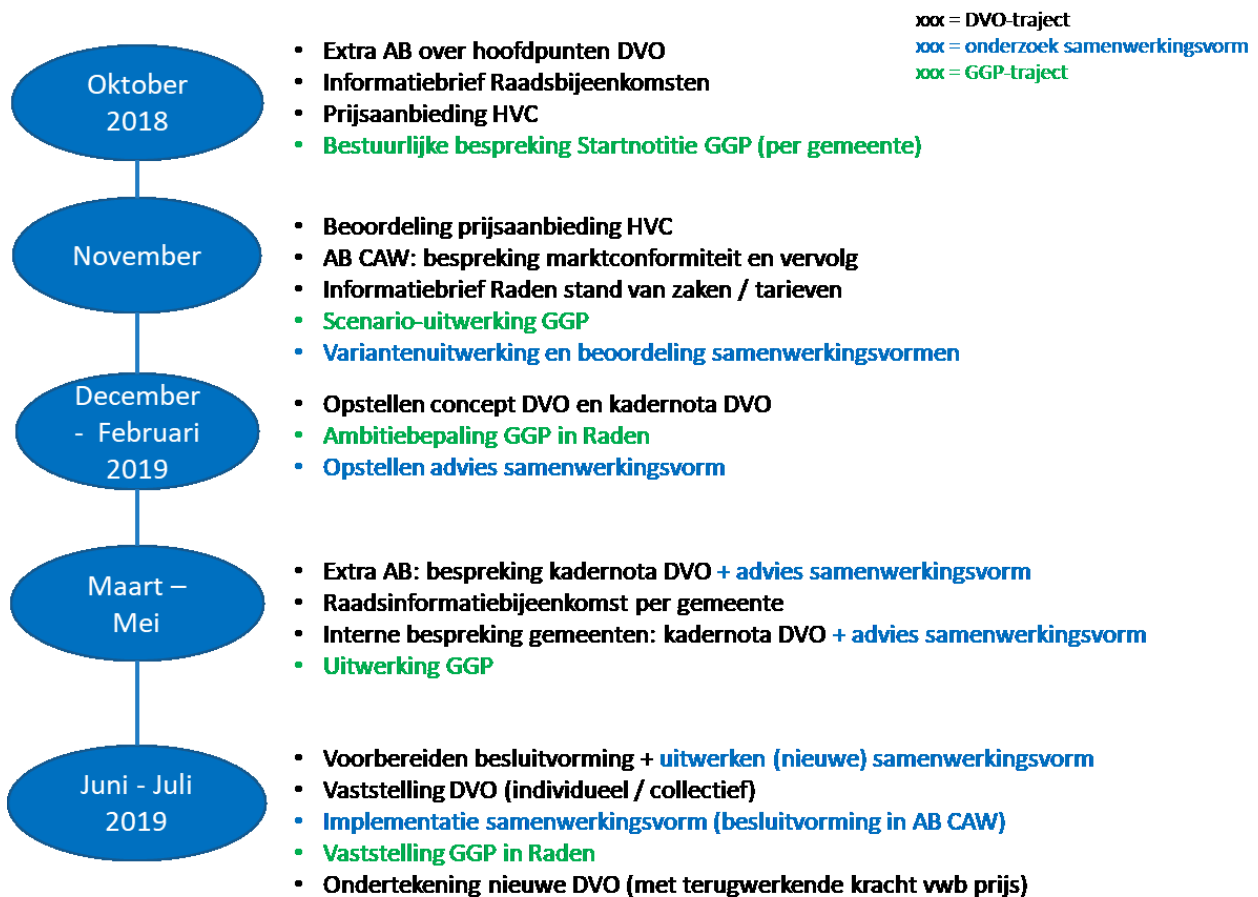 xxx = DVO-traject
xxx = onderzoek samenwerkingsvorm
xxx = GGP-traject
Oktober
2018
• Extra AB over hoofdpunten DVO
• Informatiebrief Raadsbijeenkomsten
• Prijsaanbieding HVC
• Bestuurlijke bespreking Startnotitie GGP (per gemeente)
November
• Beoordeling prijsaanbieding HVC
• AB CAW: bespreking marktconformiteit en vervolg
• Informatiebrief Raden stand van zaken / tarieven
• Scenario-uitwerking GGP
• Variantenuitwerking en beoordeling samenwerkingsvormen
December
- Februari
2019
• Opstellen concept DVO en kadernota DVO
• Ambitiebepaling GGP in Raden
• Opstellen advies samenwerkingsvorm
Maart –
Mei
• Extra AB: bespreking kadernota DVO + advies samenwerkingsvorm
• Raadsinformatiebijeenkomst per gemeente
• Interne bespreking gemeenten: kadernota DVO + advies samenwerkingsvorm
• Uitwerking GGP
Juni - Juli
2019
• Voorbereiden besluitvorming + uitwerken (nieuwe) samenwerkingsvorm
• Vaststelling DVO (individueel / collectief)
• Implementatie samenwerkingsvorm (besluitvorming in AB CAW)
• Vaststelling GGP in Raden
• Ondertekening nieuwe DVO (met terugwerkende kracht vwb prijs)